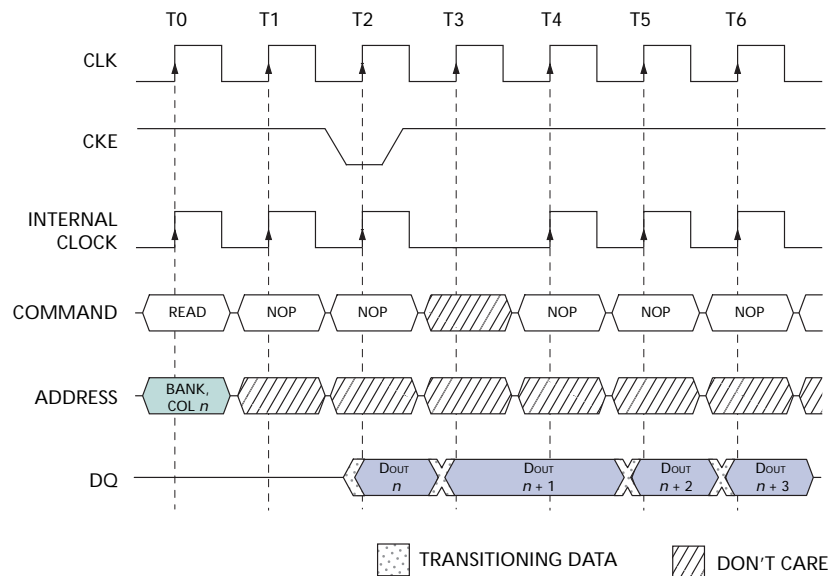 T0 T1 T2 T3 T4 T5 T6
CLK
CKE
INTERNAL
CLOCK
COMMAND READ NOP NOP NOP NOP NOP
ADDRESS
BANK,
COL n
DQ
DOUT DOUT DOUT DOUT
n n + 1 n + 2 n + 3
TRANSITIONING DATA DON'T CARE